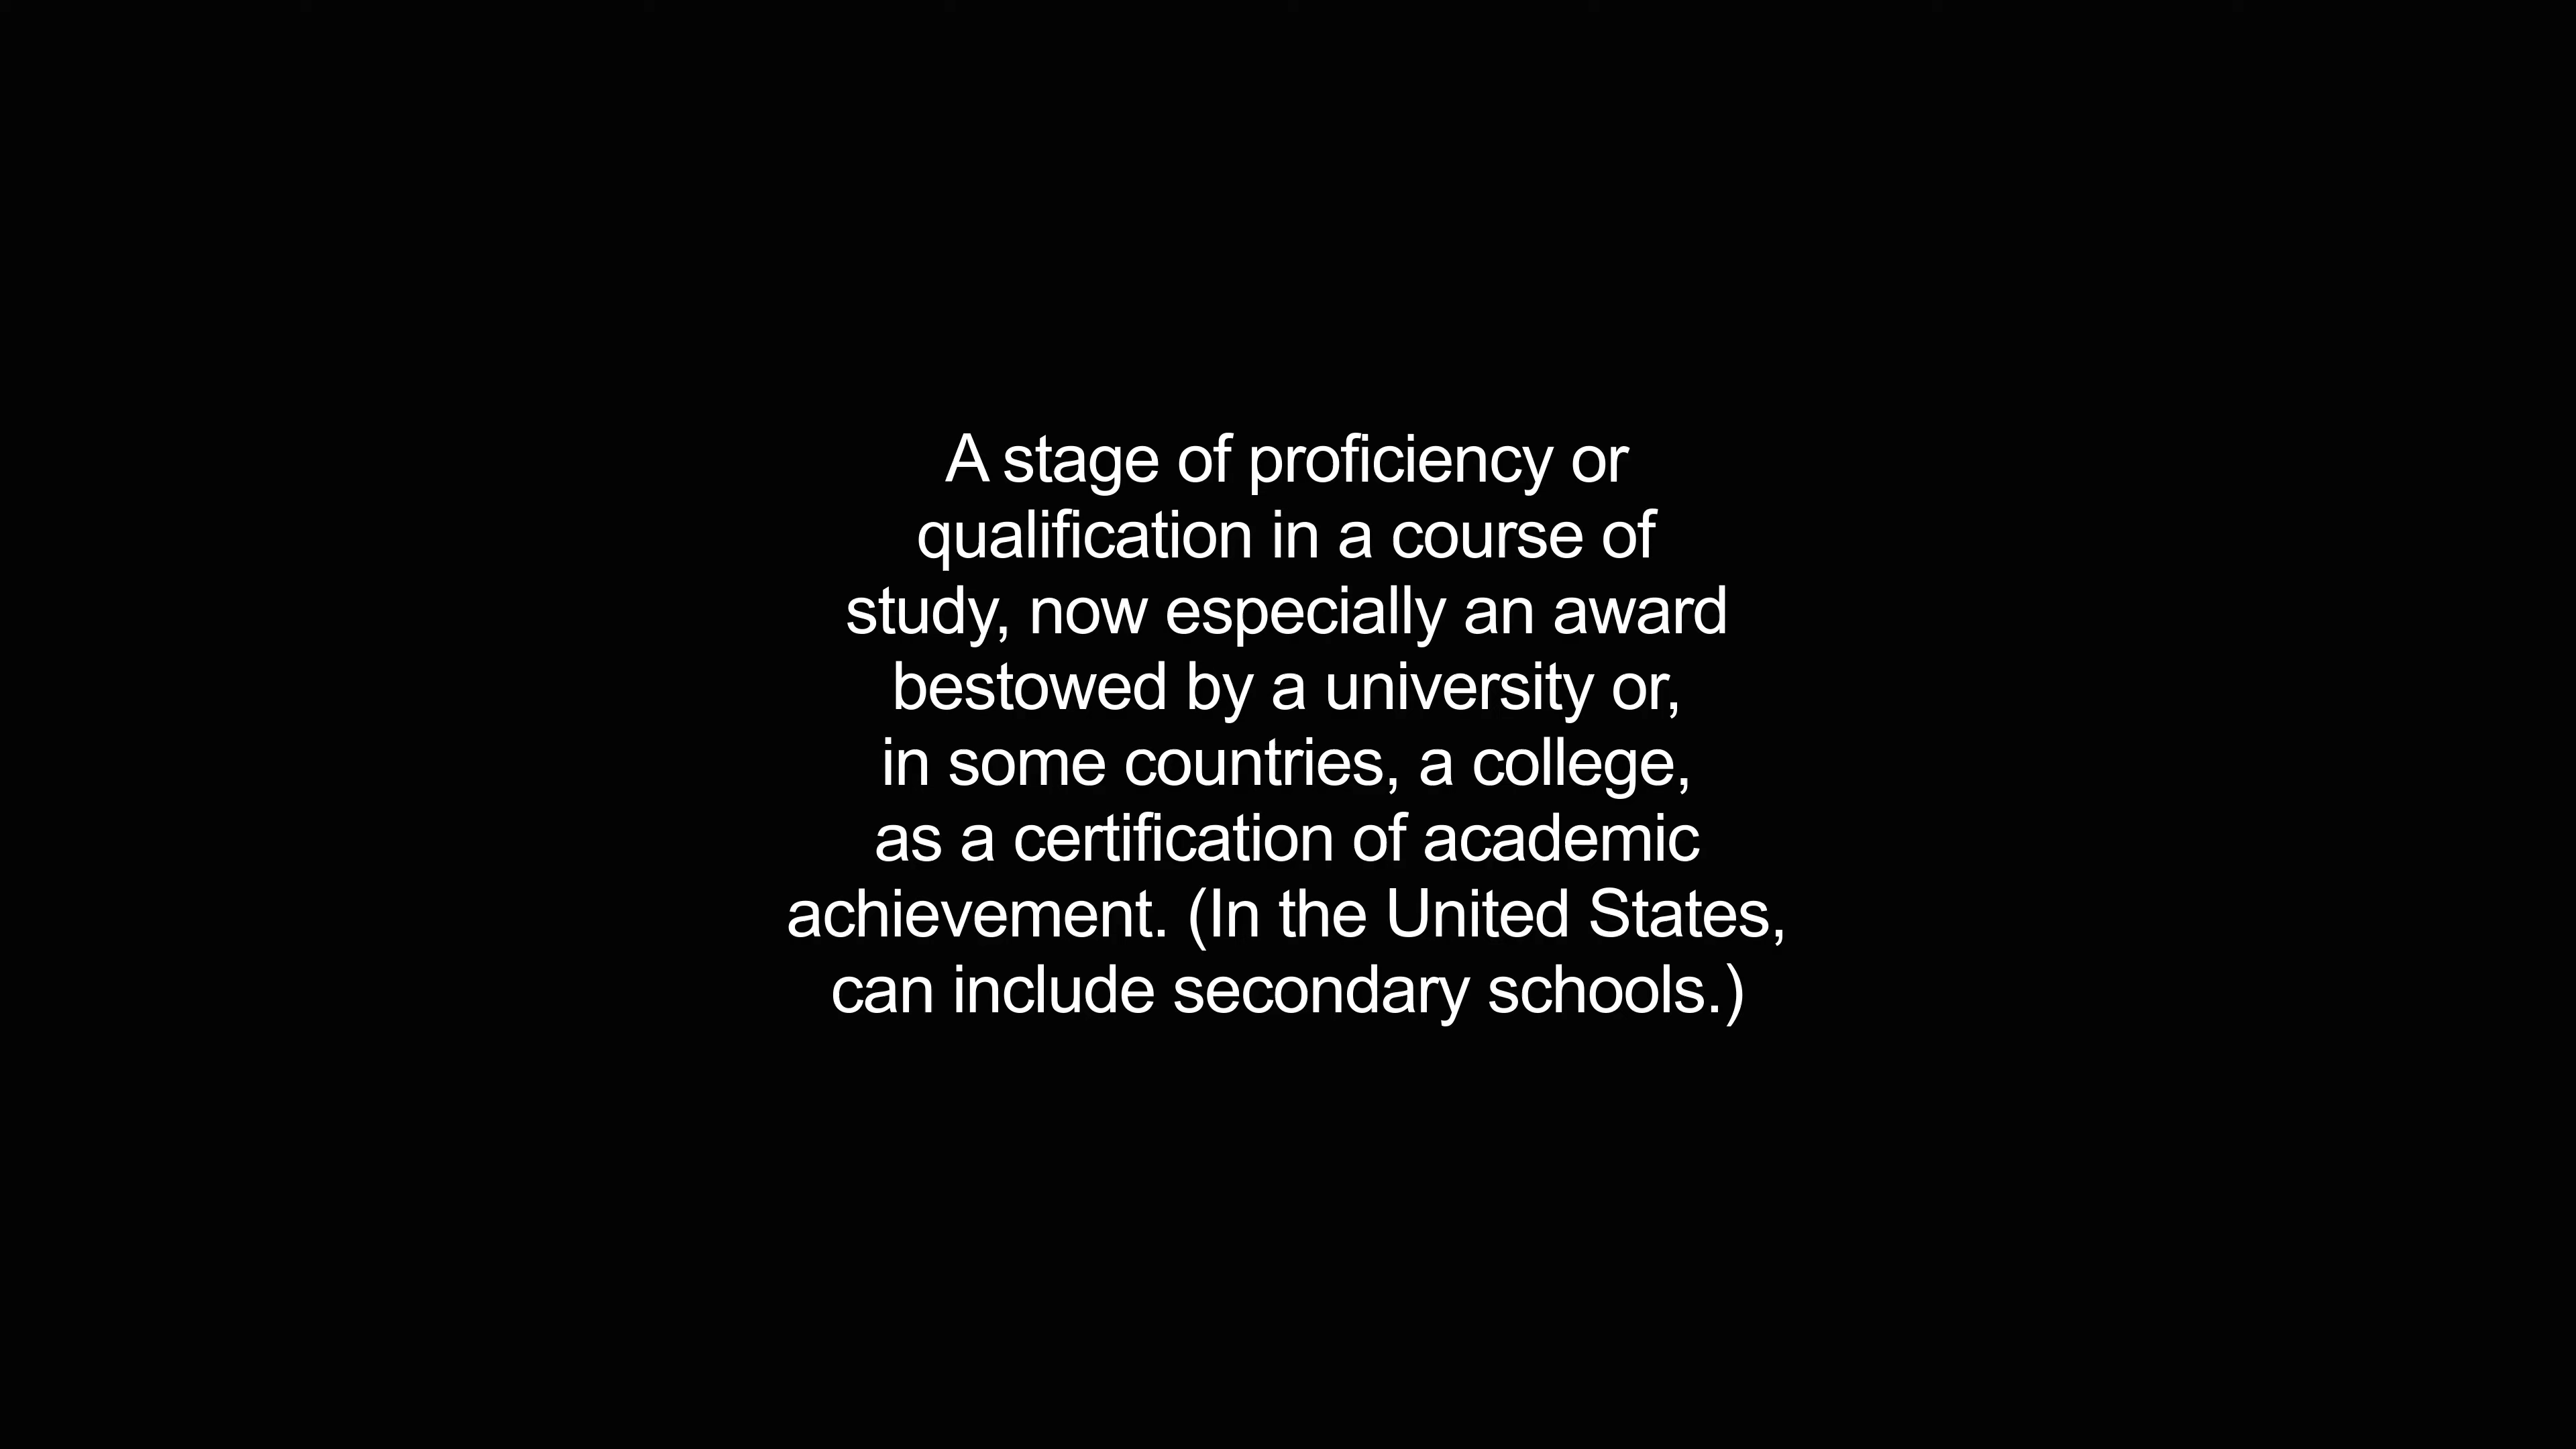 A stage of proficiency or
qualification in a course of
study, now especially an award
bestowed by a university or,
in some countries, a college,
as a certification of academic
achievement. (In the United States,
can include secondary schools.)